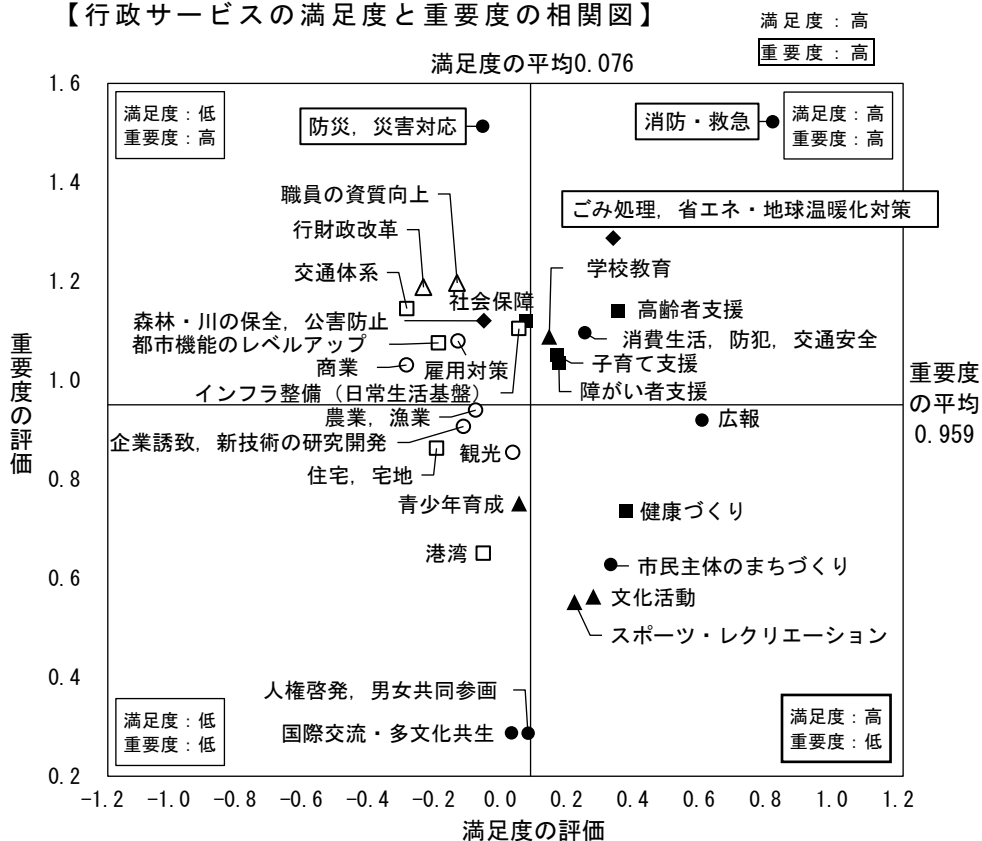 【行政サービスの満足度と重要度の相関図】
満足度：高
重要度：高
満足度の平均0.076
1.6
満足度：低
重要度：高
防災，災害対応
消防・救急
満足度：高
重要度：高
1.4
職員の資質向上
ごみ処理，省エネ・地球温暖化対策
行財政改革
1.2
交通体系
学校教育
社会保障
高齢者支援
森林・川の保全，公害防止
消費生活，防犯，交通安全
都市機能のレベルアップ
商業
雇用対策
子育て支援
1.0
インフラ整備（日常生活基盤）
障がい者支援
重要度の評価
重要度
の平均
0.959
農業，漁業
広報
企業誘致，新技術の研究開発
観光
住宅，宅地
0.8
青少年育成
健康づくり
港湾
市民主体のまちづくり
0.6
文化活動
スポーツ・レクリエーション
0.4
人権啓発，男女共同参画
国際交流・多文化共生
満足度：低
重要度：低
満足度：高
重要度：低
0.2
-1.2 -1.0 -0.8 -0.6 -0.4 -0.2 0.0 0.2 0.4 0.6 0.8 1.0 1.2
満足度の評価